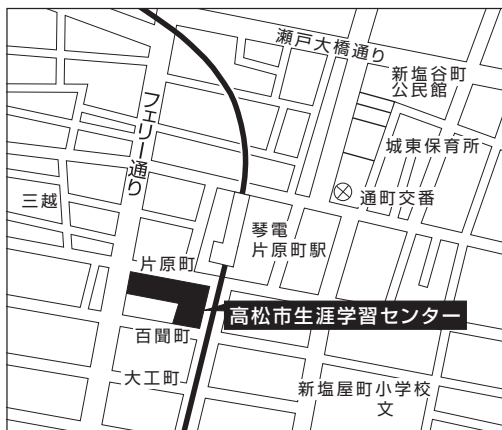 瀬戸大橋通り
新塩谷町
公民館
フェリー通り
城東保育所
三越
通町交番
琴電
片原町駅
片原町
高松市生涯学習センター
百聞町
大工町
新塩屋町小学校
文